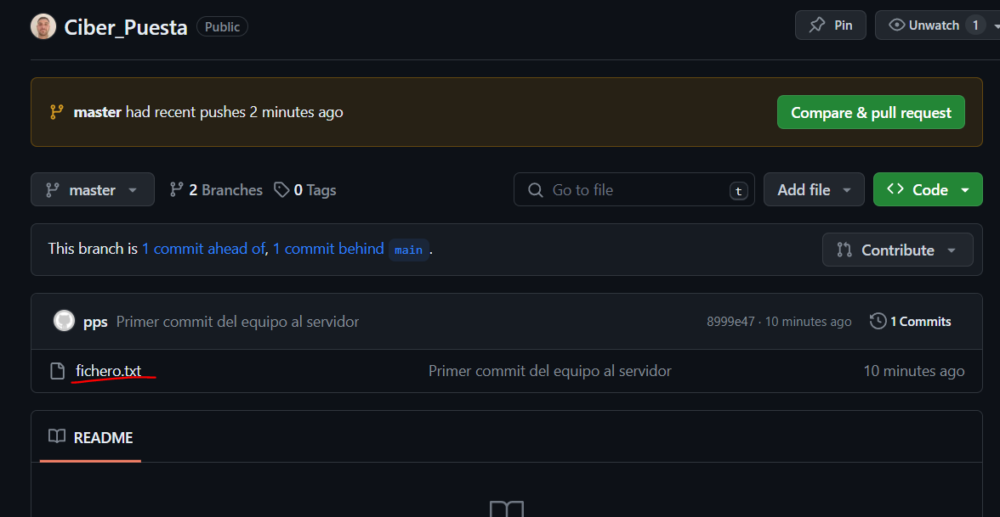 Ciber_Puesta Public Pin Unwatch 1
master had recent pushes 2 minutes ago Compare & pull request
master 2 Branches 0 Tags Go to file t Add file Code
This branch is 1 commit ahead of, 1 commit behind main . Contribute
pps Primer commit del equipo al servidor 8999e47 · 10 minutes ago 1 Commits
fichero.txt Primer commit del equipo al servidor 10 minutes ago
README